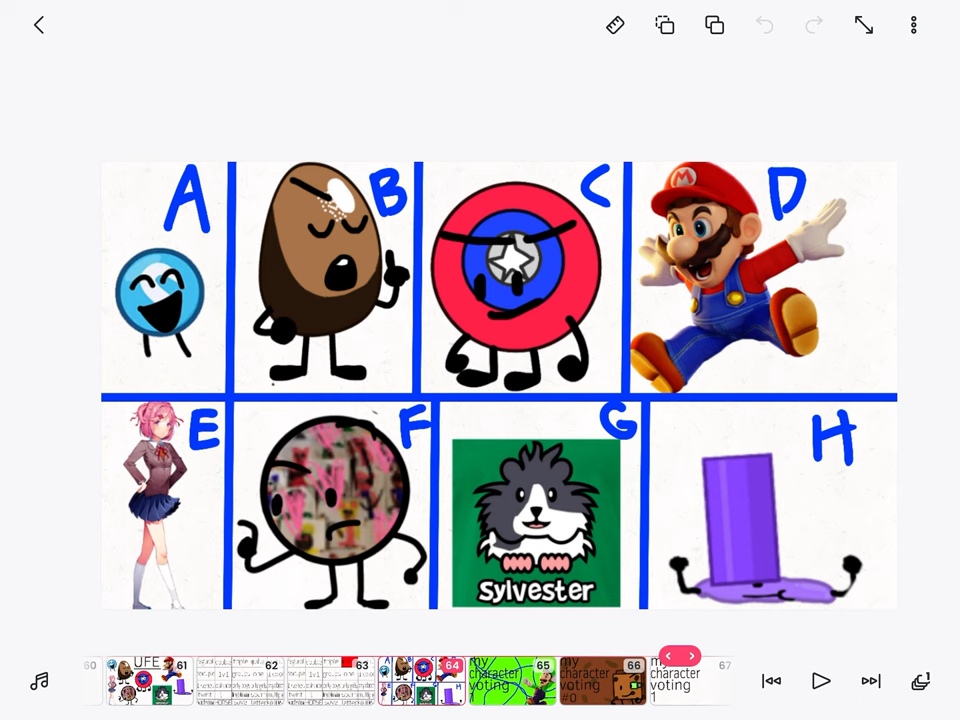 A
B
C
D
M
E
F
G
H
Sylvester
60
61
62
63
64
65
66
67
UFE
my
character
voting
my
character
voting
#0
my
character
voting
1